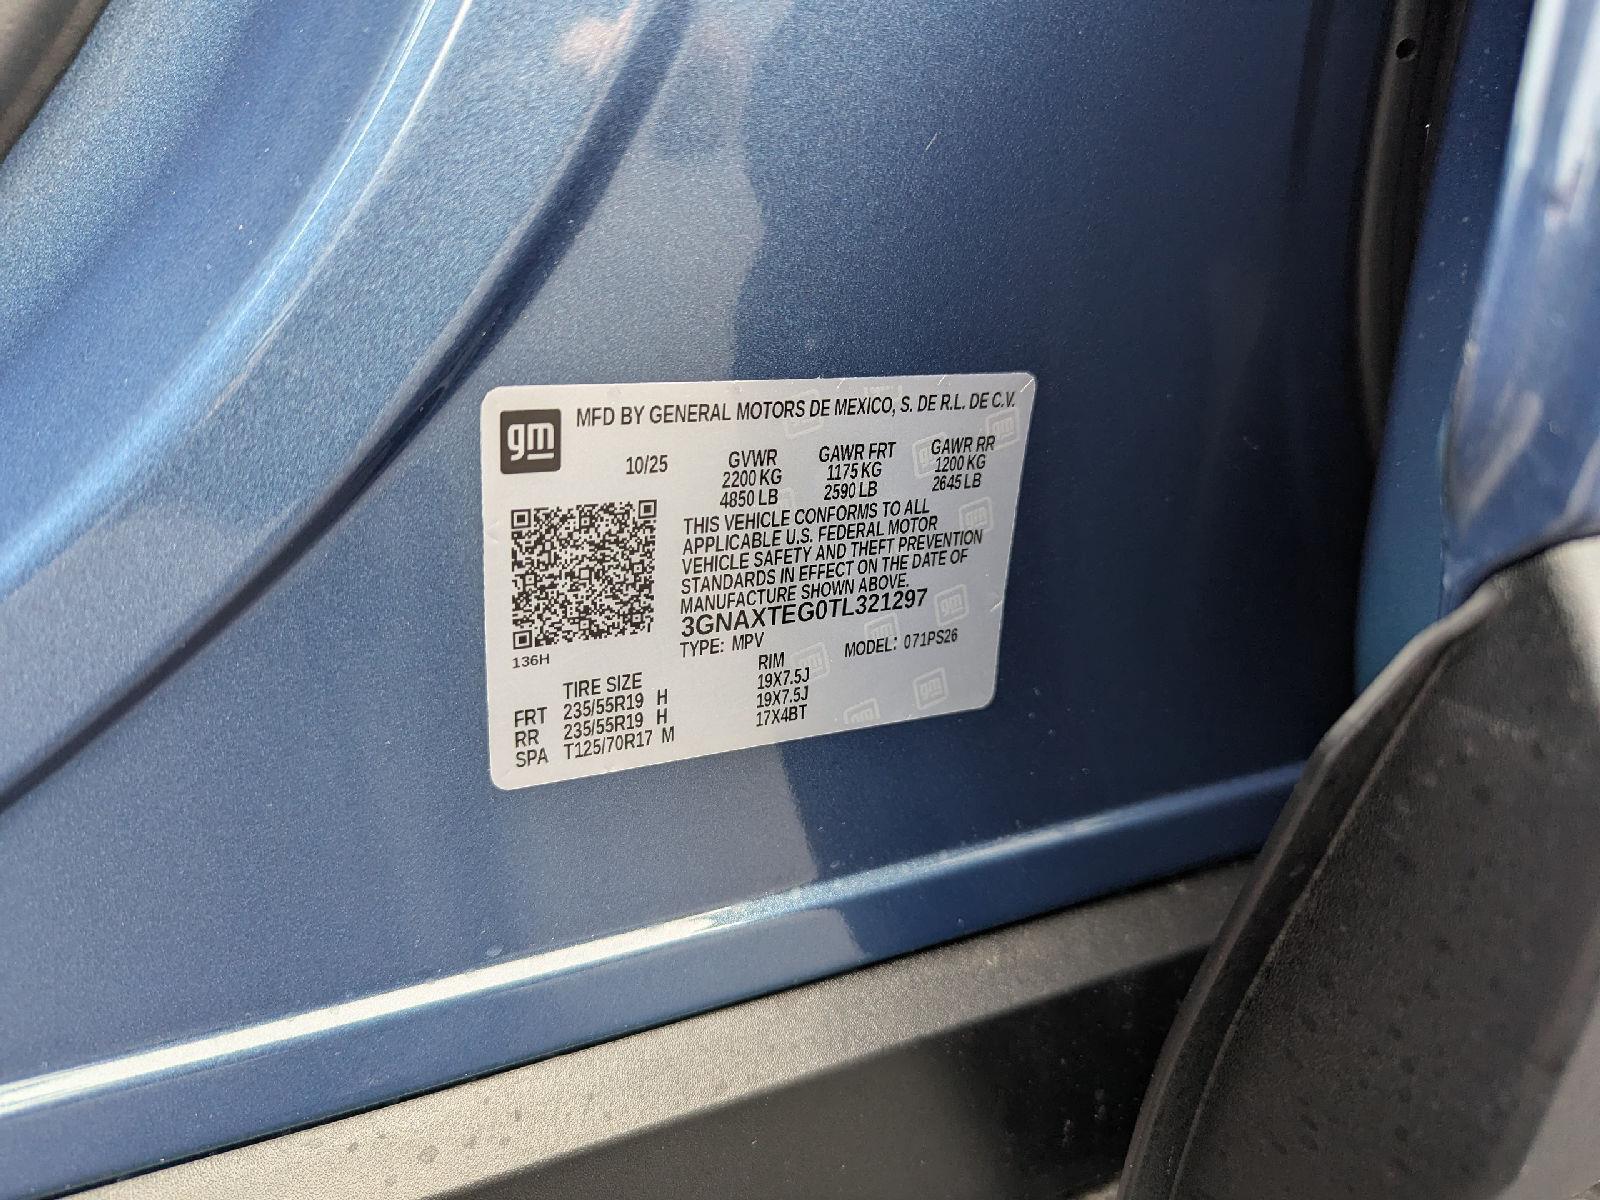 gm MFD BY GENERAL MOTORS DE MEXICO, S. DE R.L. DE C.V.
10/25 GVWR GAWR FRT GAWR RR
2200 KG 1175 KG 1200 KG
4850 LB 2590 LB 2645 LB
THIS VEHICLE CONFORMS TO ALL
APPLICABLE U.S. FEDERAL MOTOR
VEHICLE SAFETY AND THEFT PREVENTION
STANDARDS IN EFFECT ON THE DATE OF
MANUFACTURE SHOWN ABOVE.
3GNAXTEG0TL321297
TYPE: MPV MODEL: 071PS26
136H
TIRE SIZE RIM
FRT 235/55R19 H 19X7.5J
RR 235/55R19 H 19X7.5J
SPA T125/70R17 M 17X4BT